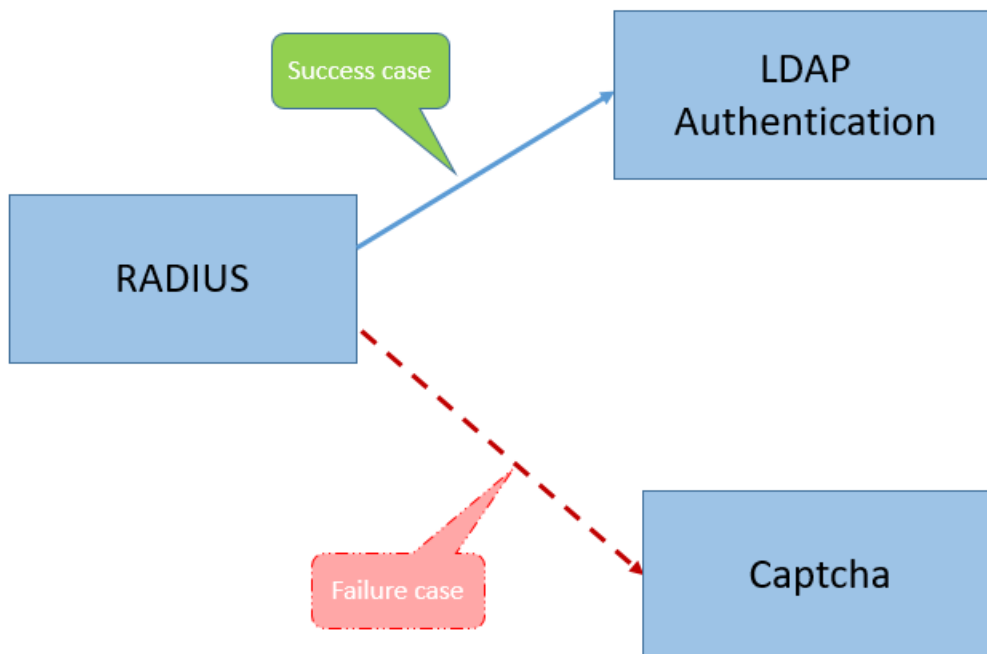 Success case
LDAP
Authentication
RADIUS
Failure case
Captcha